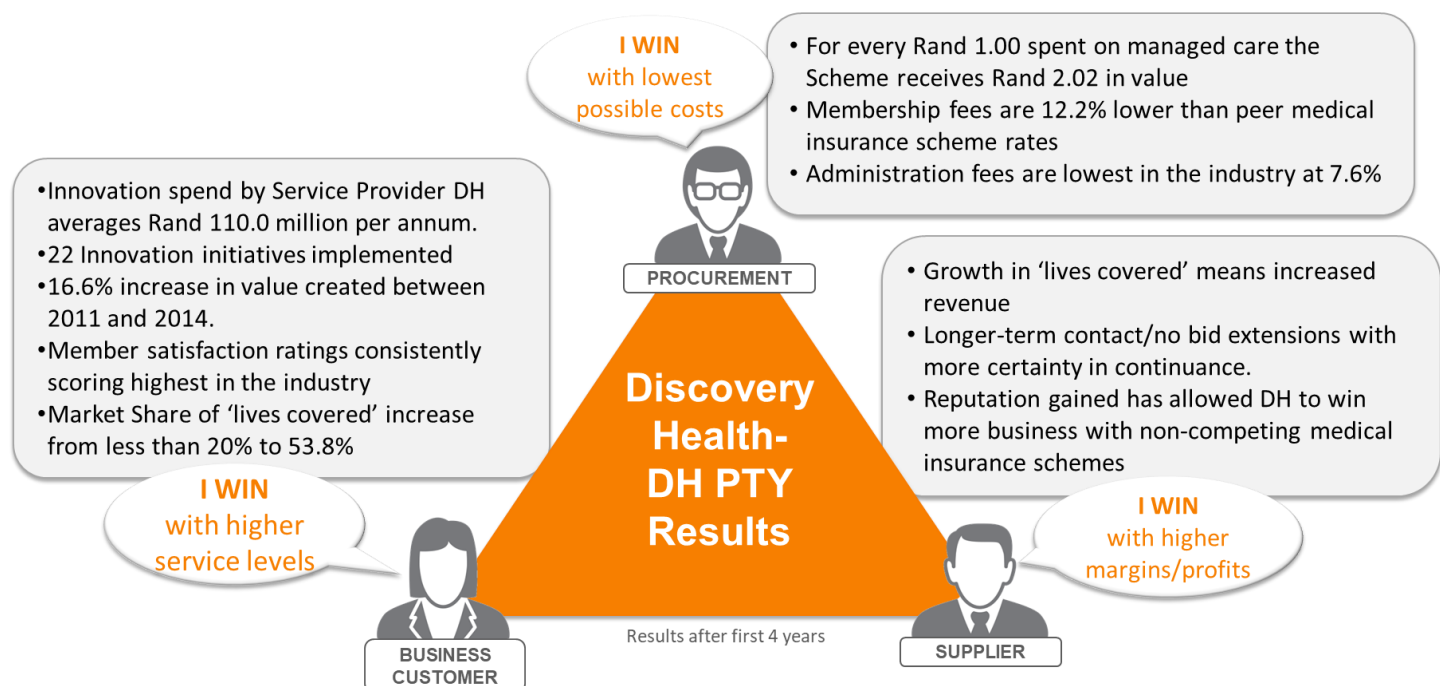 I WIN
with lowest
possible costs
• For every Rand 1.00 spent on managed care the
Scheme receives Rand 2.02 in value
• Membership fees are 12.2% lower than peer medical
insurance scheme rates
• Administration fees are lowest in the industry at 7.6%
PROCUREMENT
•Innovation spend by Service Provider DH
averages Rand 110.0 million per annum.
•22 Innovation initiatives implemented
•16.6% increase in value created between
2011 and 2014.
•Member satisfaction ratings consistently
scoring highest in the industry
•Market Share of ‘lives covered’ increase
from less than 20% to 53.8%
I WIN
with higher
service levels
BUSINESS
CUSTOMER
Discovery
Health-
DH PTY
Results
Results after first 4 years
• Growth in ‘lives covered’ means increased
revenue
• Longer-term contact/no bid extensions with
more certainty in continuance.
• Reputation gained has allowed DH to win
more business with non-competing medical
insurance schemes
I WIN
with higher
margins/profits
SUPPLIER